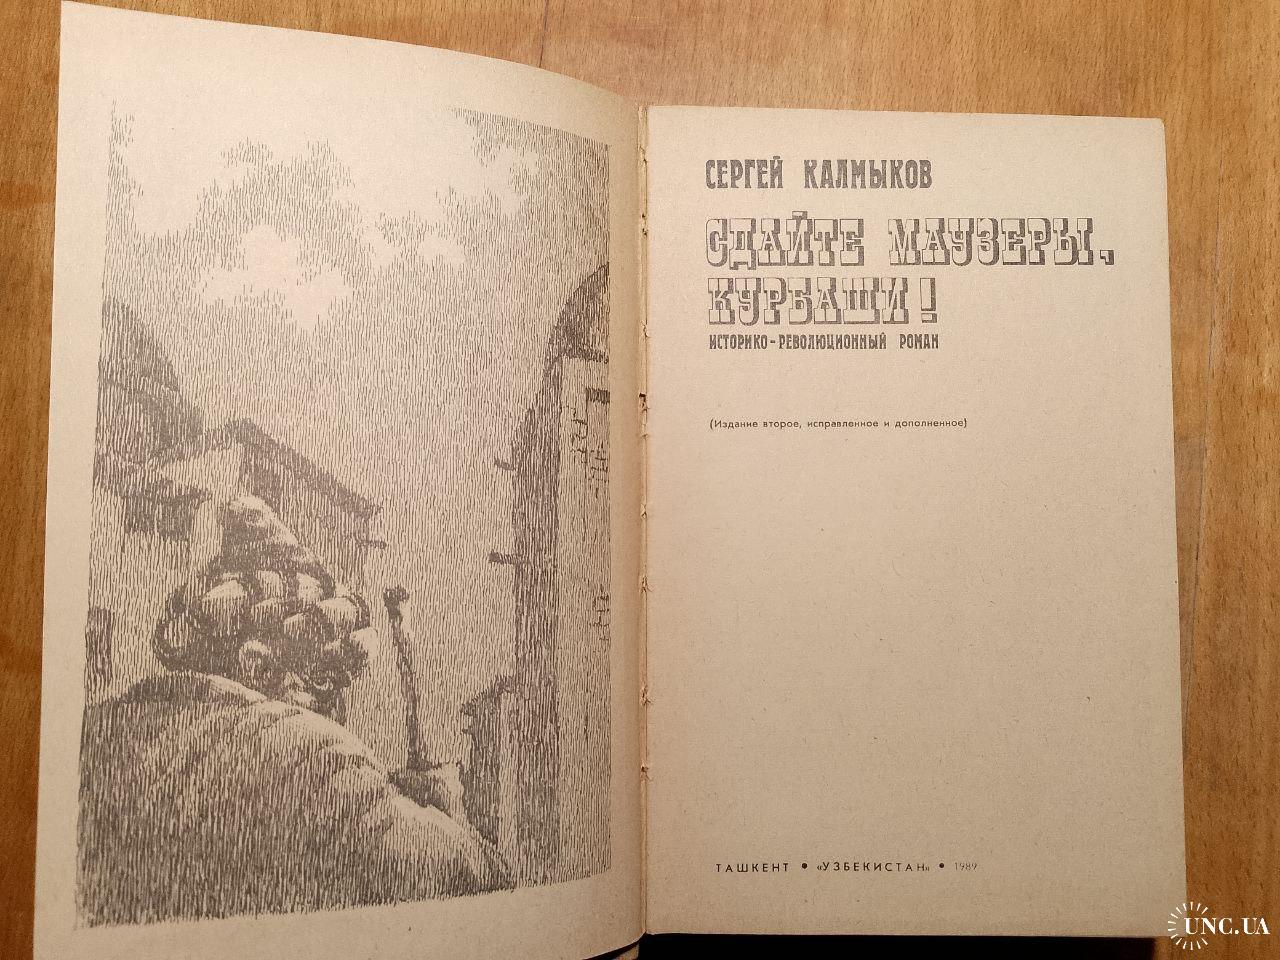 СЕРГЕЙ КАЛМЫКОВ
СДАЙТЕ МАУЗЕРЫ,
КУРБАШИ!
ИСТОРИКО-РЕВОЛЮЦИОННЫЙ РОМАН
(Издание второе, исправленное и дополненное)
ТАШКЕНТ • «УЗБЕКИСТАН» • 1989
UNC.UA